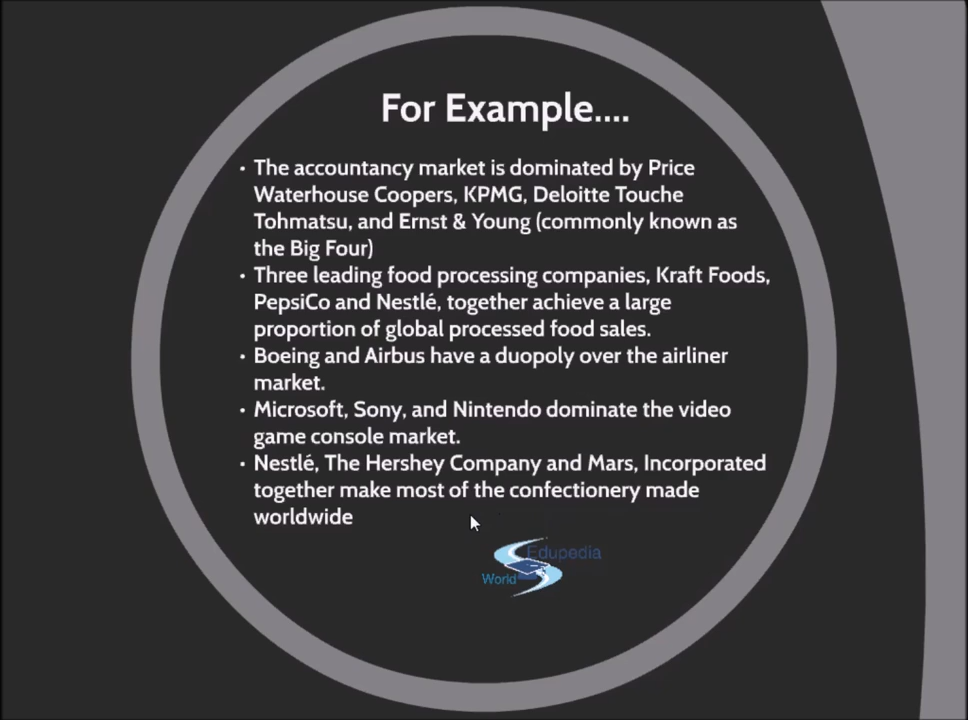 For Example....
• The accountancy market is dominated by Price
Waterhouse Coopers, KPMG, Deloitte Touche
Tohmatsu, and Ernst & Young (commonly known as
the Big Four)
• Three leading food processing companies, Kraft Foods,
PepsiCo and Nestlé, together achieve a large
proportion of global processed food sales.
• Boeing and Airbus have a duopoly over the airliner
market.
• Microsoft, Sony, and Nintendo dominate the video
game console market.
• Nestlé, The Hershey Company and Mars, Incorporated
together make most of the confectionery made
worldwide
Edupedia
World